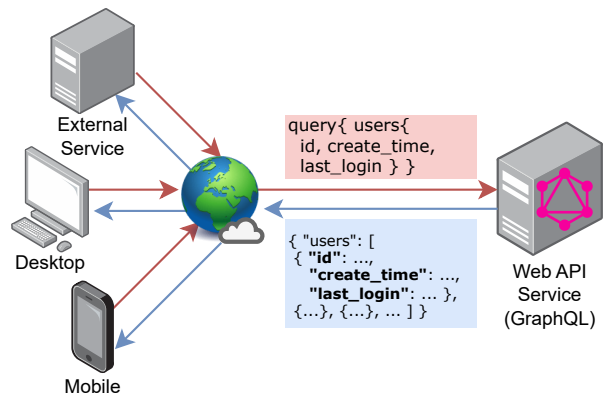 External
Service
query{ users{
id, create_time,
last_login } }
Desktop
{ "users": [
{ "id": ...,
"create_time": ...,
"last_login": ... },
{...}, {...}, ... ] }
Web API
Service
(GraphQL)
Mobile